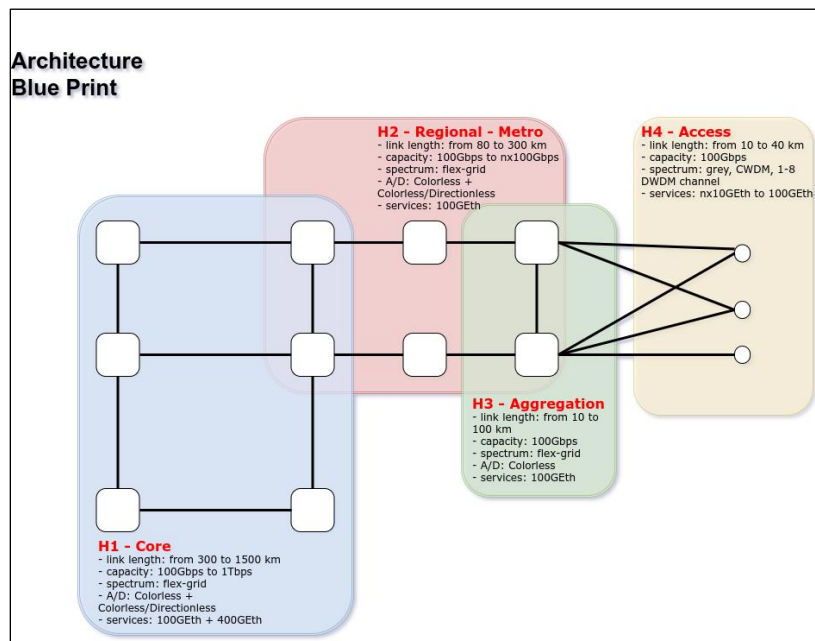 Architecture
Blue Print
H2 - Regional - Metro
- link length: from 80 to 300 km
- capacity: 100Gbps to nx100Gbps
- spectrum: flex-grid
- A/D: Colorless +
Colorless/Directionless
- services: 100GEth
H4 - Access
- link length: from 10 to 40 km
- capacity: 100Gbps
- spectrum: grey, CWDM, 1-8
DWDM channel
- services: nx10GEth to 100GEth
H3 - Aggregation
- link length: from 10 to
100 km
- capacity: 100Gbps
- spectrum: flex-grid
- A/D: Colorless
- services: 100GEth
H1 - Core
- link length: from 300 to 1500 km
- capacity: 100Gbps to 1Tbps
- spectrum: flex-grid
- A/D: Colorless +
Colorless/Directionless
- services: 100GEth + 400GEth